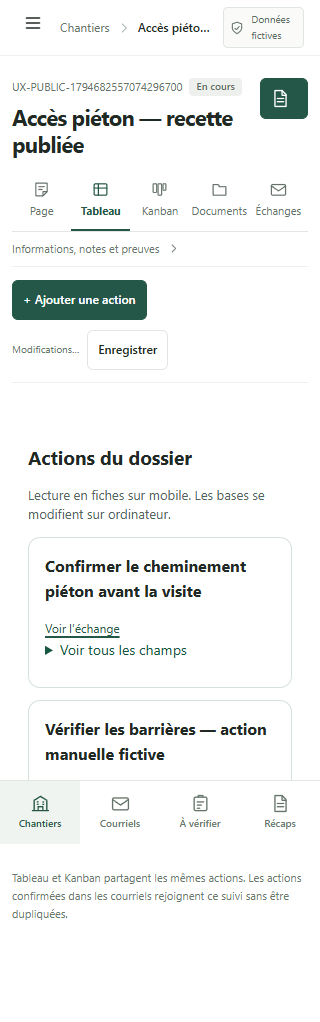 Chantiers
Accès piéto...
Données
fictives
UX-PUBLIC-1794682557074296700
En cours
Accès piéton — recette
publiée
Page
Tableau
Kanban
Documents
Échanges
Informations, notes et preuves
+ Ajouter une action
Modifications...
Enregistrer
Actions du dossier
Lecture en fiches sur mobile. Les bases se
modifient sur ordinateur.
Confirmer le cheminement
piéton avant la visite
Voir l'échange
Voir tous les champs
Vérifier les barrières — action
manuelle fictive
Chantiers
Courriels
À vérifier
Récaps
Tableau et Kanban partagent les mêmes actions. Les actions
confirmées dans les courriels rejoignent ce suivi sans être
dupliquées.